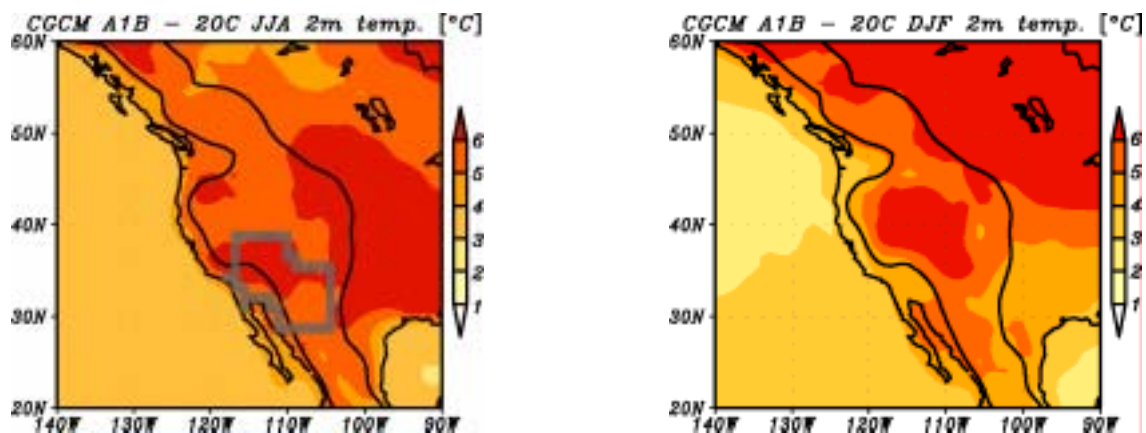 CGCM A1B - 20C JJA 2m temp. [°C]
60N
50N
40N
30N
20N
140W 130W 120W 110W 100W 90W
6
5
4
3
2
1
CGCM A1B - 20C DJF 2m temp. [°C]
60N
50N
40N
30N
20N
140W 130W 120W 110W 100W 90W
6
5
4
3
2
1